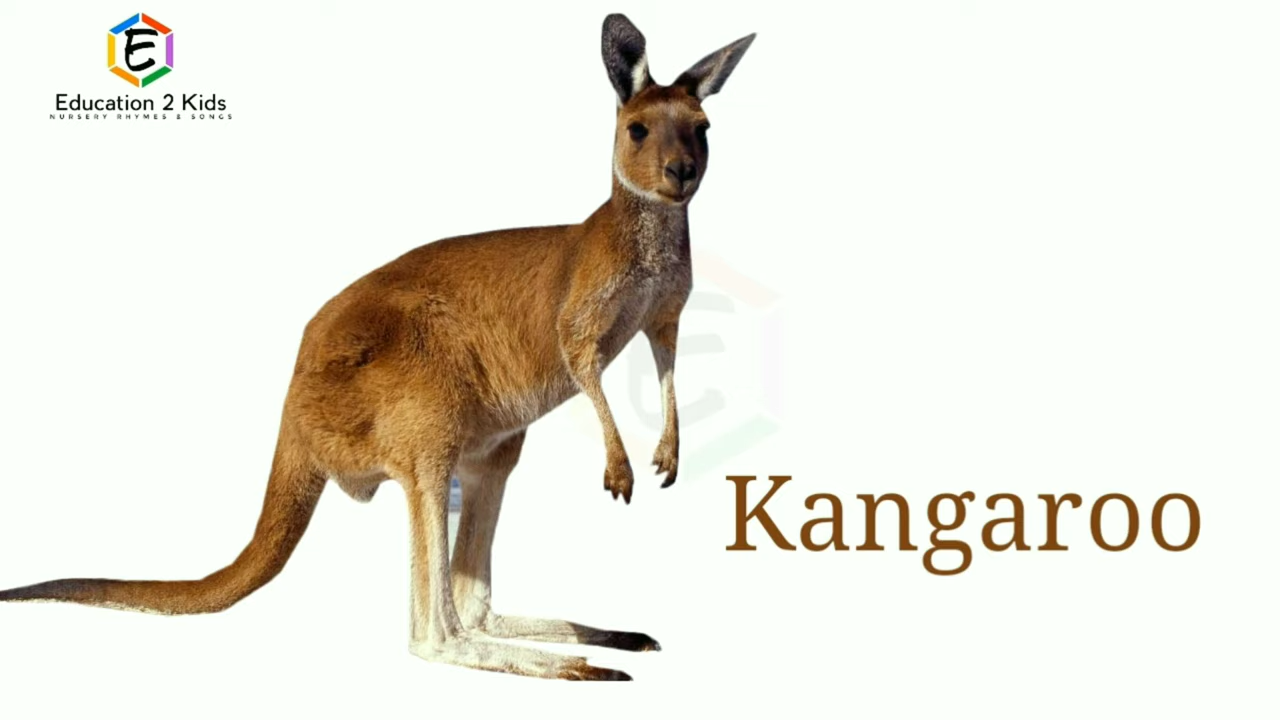 E
Education 2 Kids
NURSERY RHYMES & SONGS
E
Kangaroo